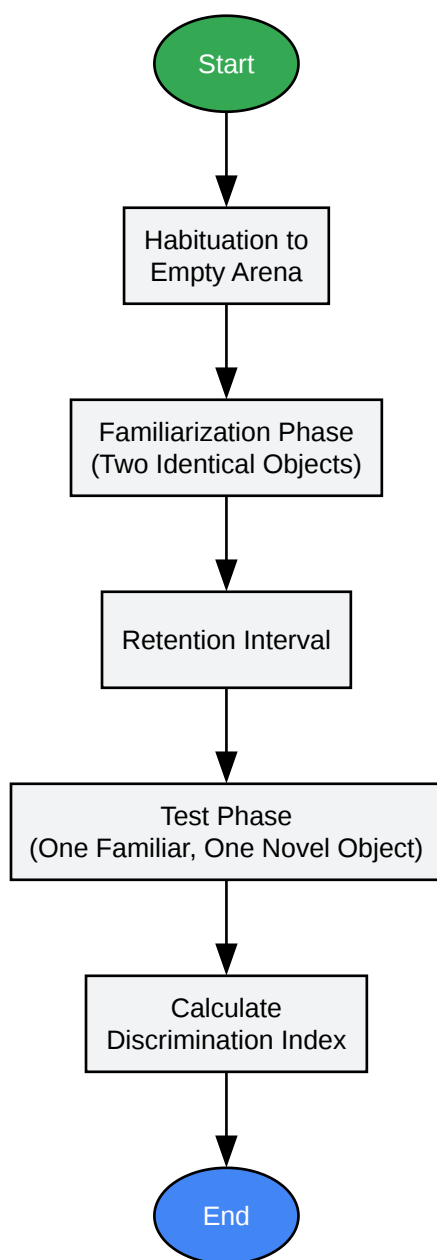 Start
Habituation to
Empty Arena
Familiarization Phase
(Two Identical Objects)
Retention Interval
Test Phase
(One Familiar, One Novel Object)
Calculate
Discrimination Index
End